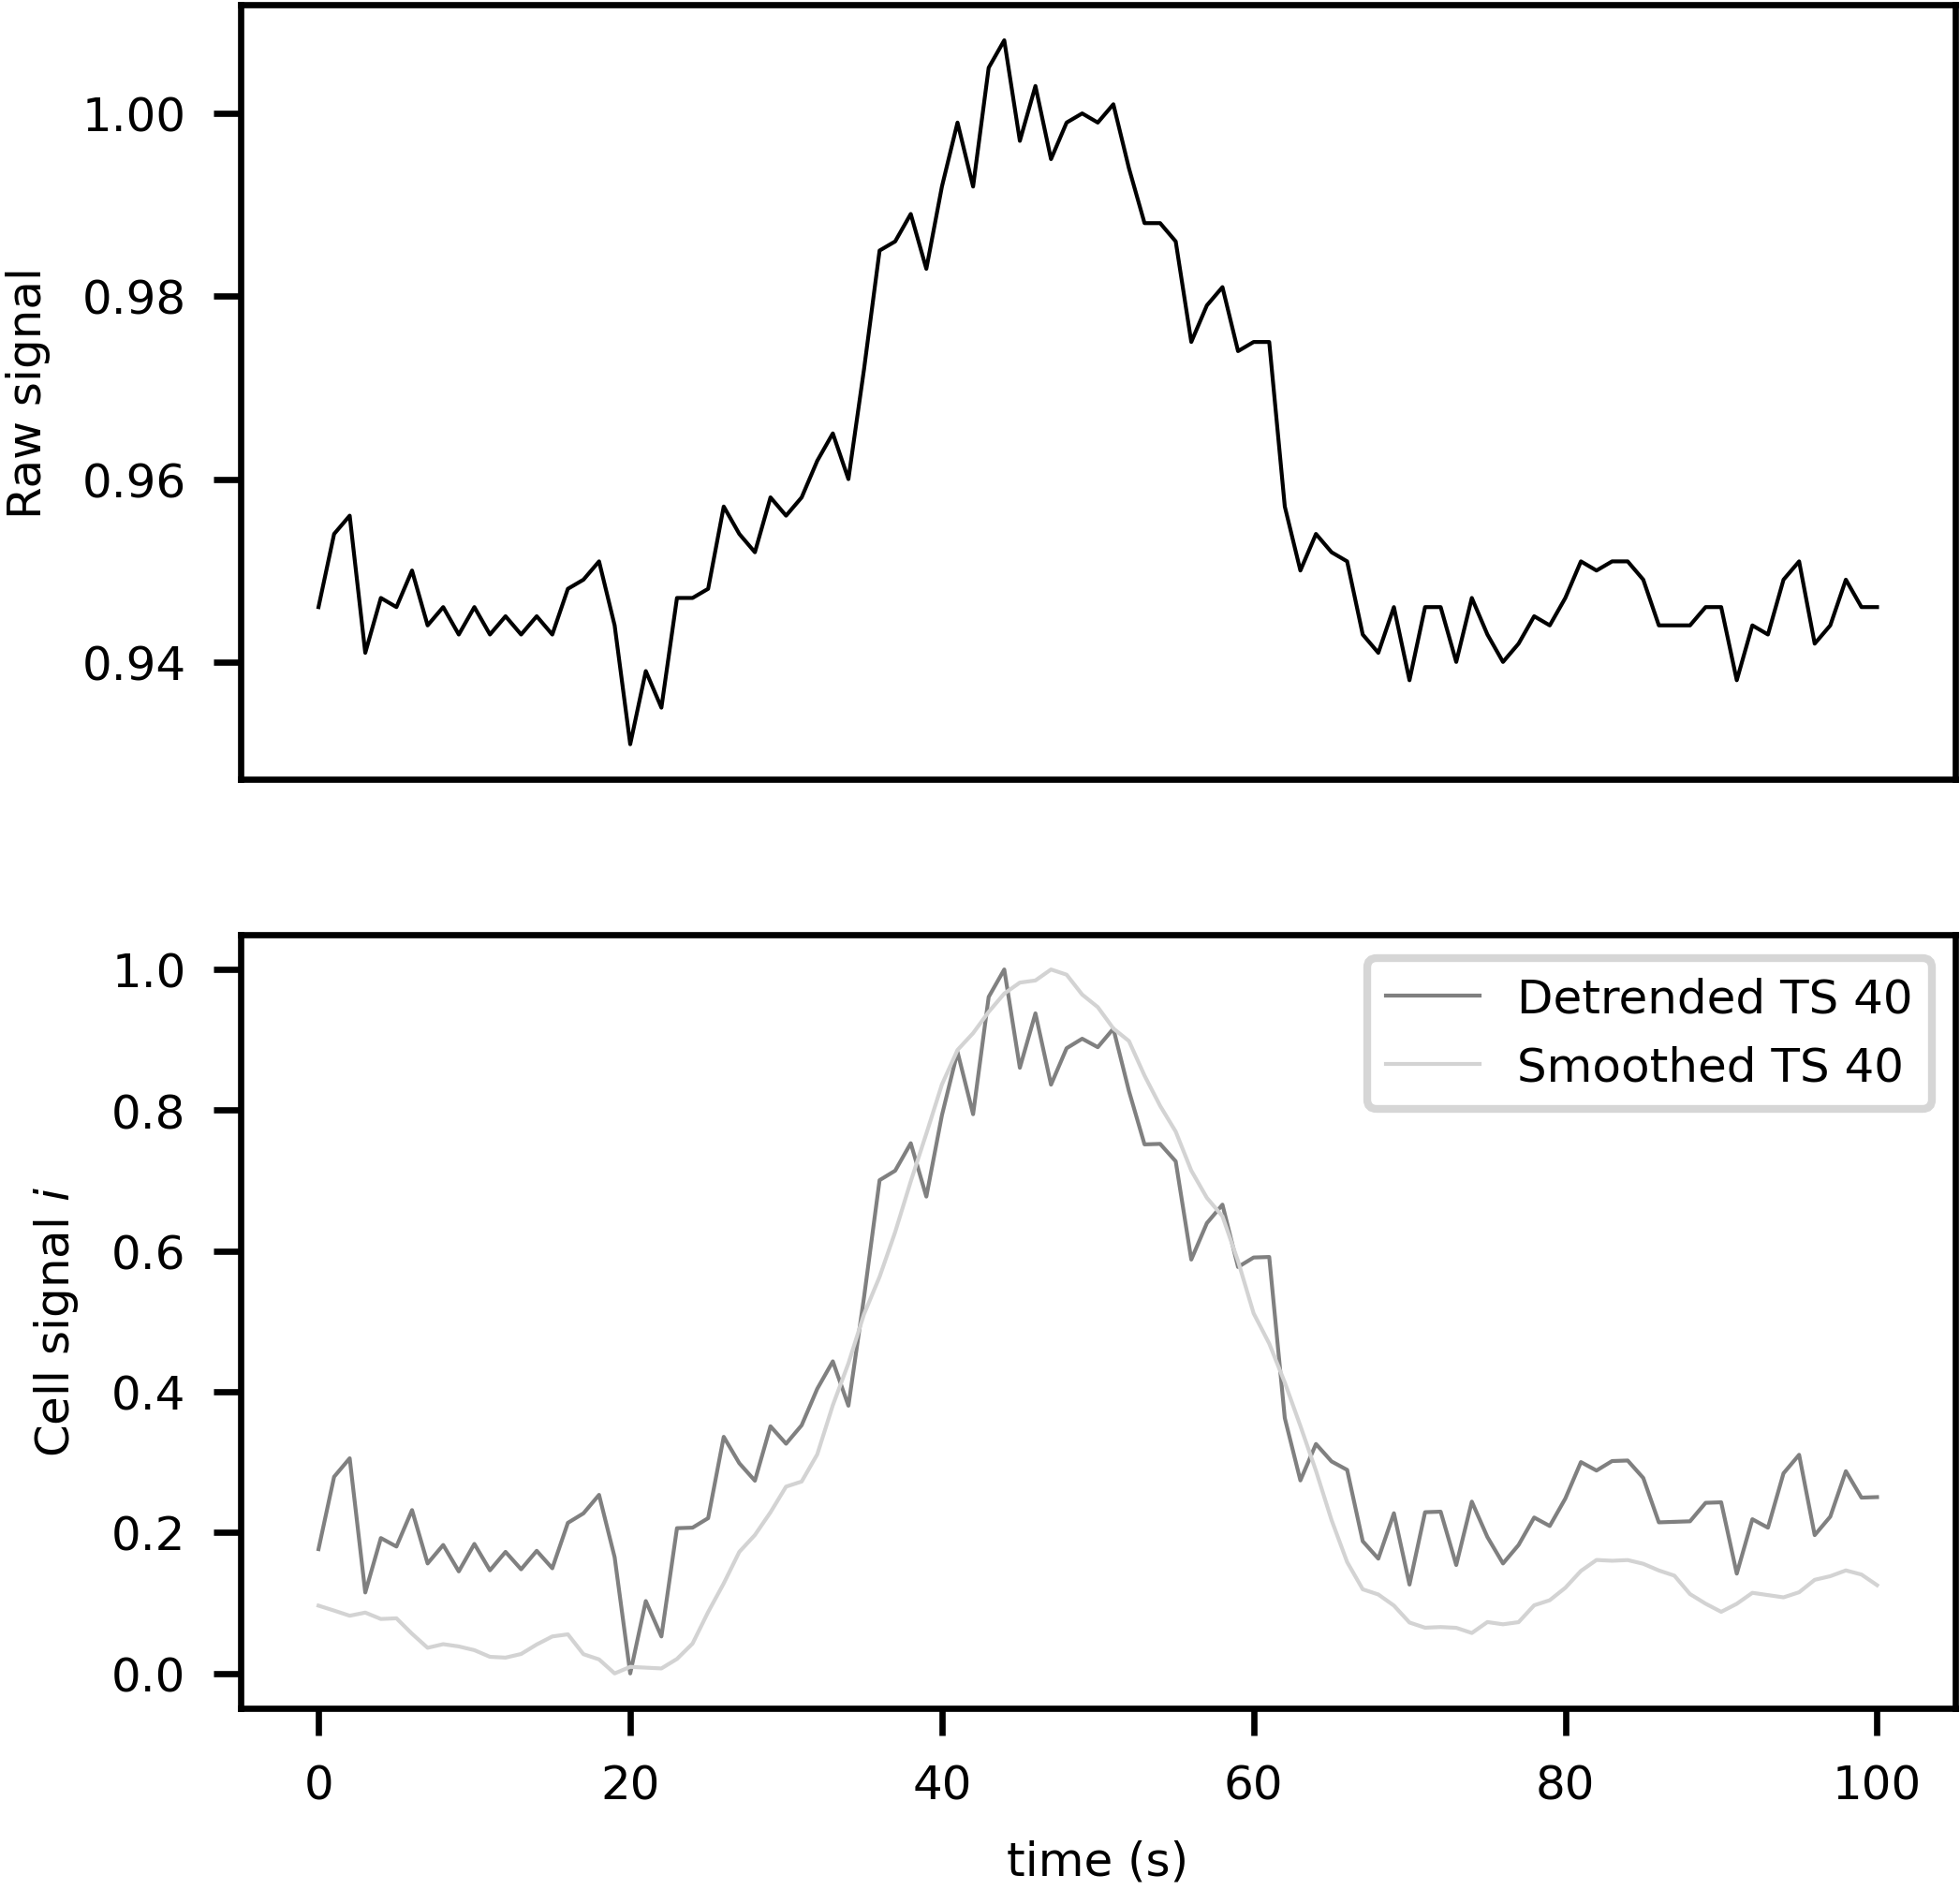 Raw signal
1.00
0.98
0.96
0.94
Cell signal i
1.0
0.8
0.6
0.4
0.2
0.0
Detrended TS 40
Smoothed TS 40
0 20 40 60 80 100
time (s)